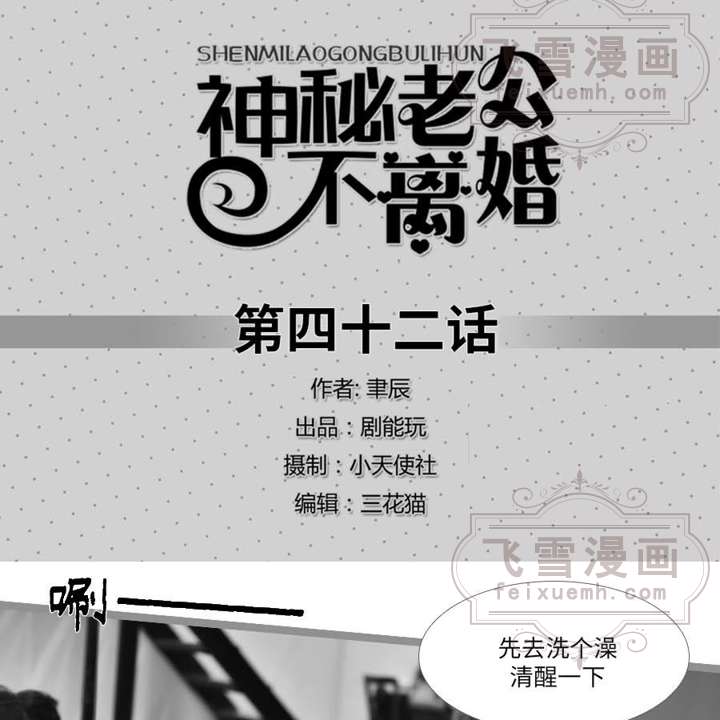 飞雪漫画
feixuemh.com
SHENMILAOGONGBULIHUN
神秘老公
不离婚
第四十二话
作者: 聿辰
出品：剧能玩
摄制：小天使社
编辑：三花猫
飞雪漫画
feixuemh.com
唰
先去洗个澡
清醒一下